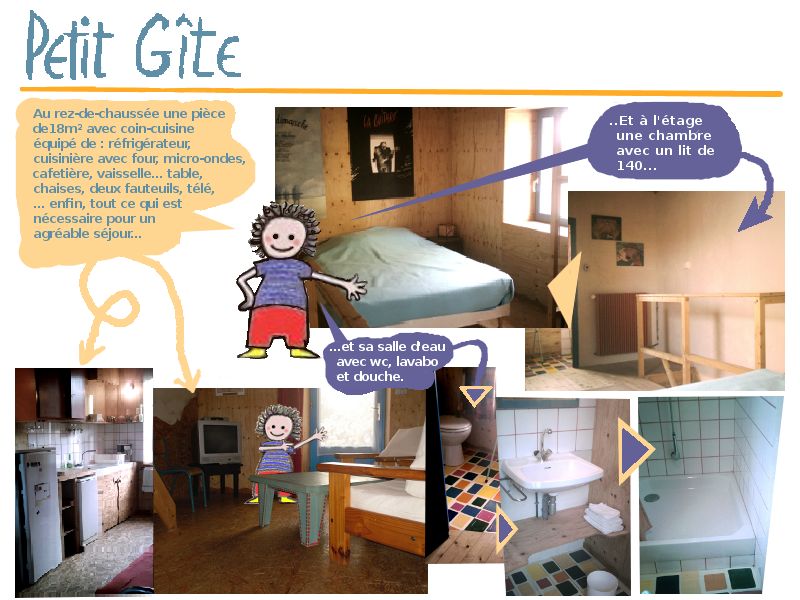 Petit Gîte
Au rez-de-chaussée une pièce
de18m² avec coin-cuisine
équipé de : réfrigérateur,
cuisinière avec four, micro-ondes,
cafetière, vaisselle... table,
chaises, deux fauteuils, télé,
... enfin, tout ce qui est
nécessaire pour un
agréable séjour...
..Et à l'étage
une chambre
avec un lit de
140...
...et sa salle d'eau
avec wc, lavabo
et douche.